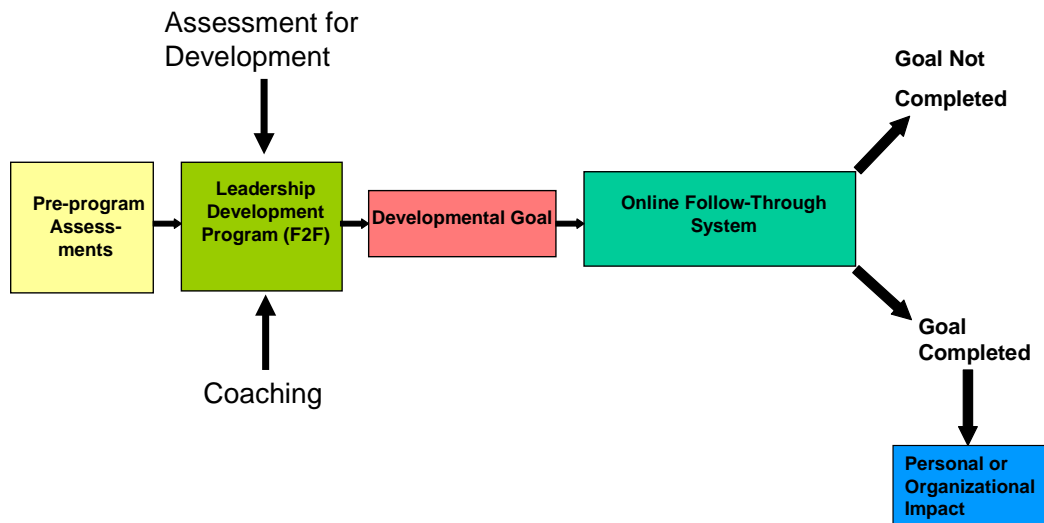 Assessment for
Development
Goal Not
Completed
Pre-program
Assess-
ments
Leadership
Development
Program (F2F)
Developmental Goal
Online Follow-Through
System
Goal
Completed
Coaching
Personal or
Organizational
Impact